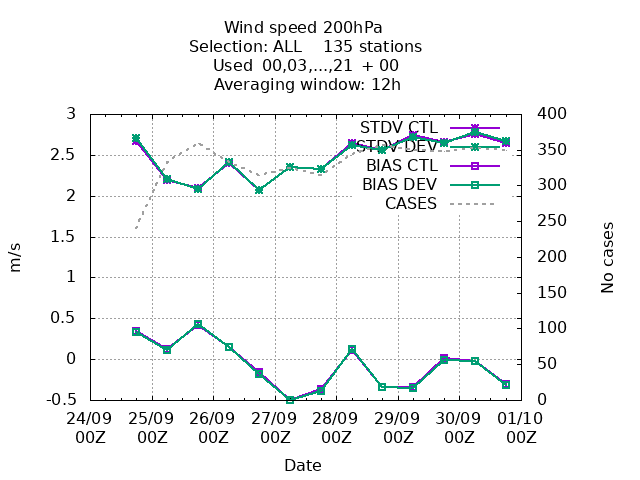 Wind speed 200hPa
Selection: ALL    135 stations
Used  00,03,...,21  + 00
Averaging window: 12h
3
2.5
2
1.5
1
0.5
0
-0.5
m/s
400
350
300
250
200
150
100
50
0
No cases
STDV CTL
STDV DEV
BIAS CTL
BIAS DEV
CASES
24/09 25/09 26/09 27/09 28/09 29/09 30/09 01/10
00Z 00Z 00Z 00Z 00Z 00Z 00Z 00Z
Date